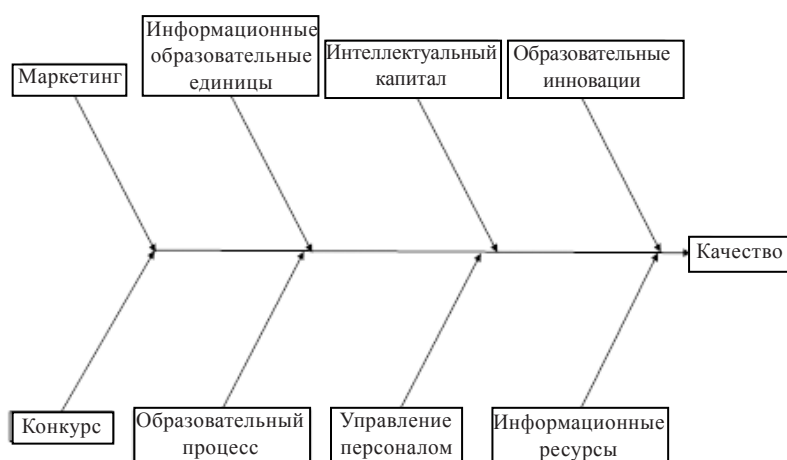 Маркетинг
Информационные
образовательные
единицы
Интеллектуальный
капитал
Образовательные
инновации
Качество
Конкурс
Образовательный
процесс
Управление
персоналом
Информационные
ресурсы